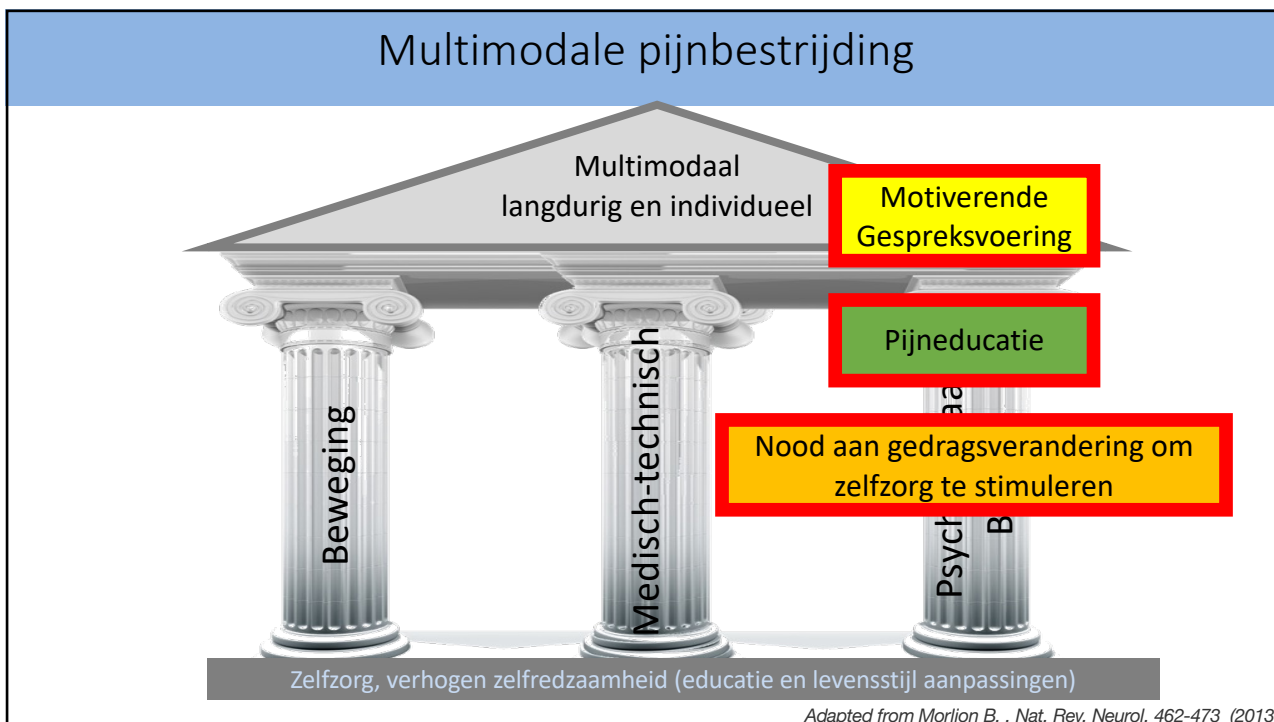 Multimodale pijnbestrijding
Multimodaal
langdurig en individueel
Motiverende
Gespreksvoering
Pijneducatie
Nood aan gedragsverandering om
zelfzorg te stimuleren
Beweging
Medisch-technisch
Zelfzorg, verhogen zelfredzaamheid (educatie en levensstijl aanpassingen)
Adapted from Morlion B. , Nat. Rev. Neurol. 462-473 (2013